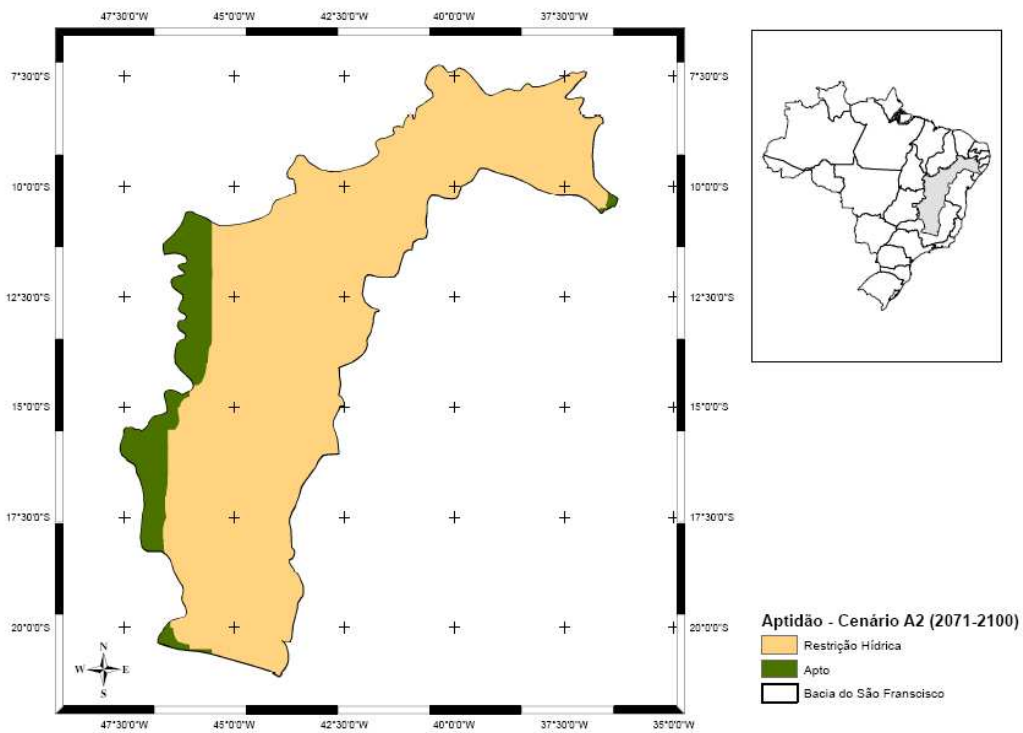 47°30'0"W 45°0'0"W 42°30'0"W 40°0'0"W 37°30'0"W 35°0'0"W
7°30'0"S 7°30'0"S
10°0'0"S 10°0'0"S
12°30'0"S 12°30'0"S
15°0'0"S 15°0'0"S
17°30'0"S 17°30'0"S
20°0'0"S 20°0'0"S
N
W E
S
47°30'0"W 45°0'0"W 42°30'0"W 40°0'0"W 37°30'0"W 35°0'0"W
Aptidão - Cenário A2 (2071-2100)
Restrição Hídrica
Apto
Bacia do São Franscisco